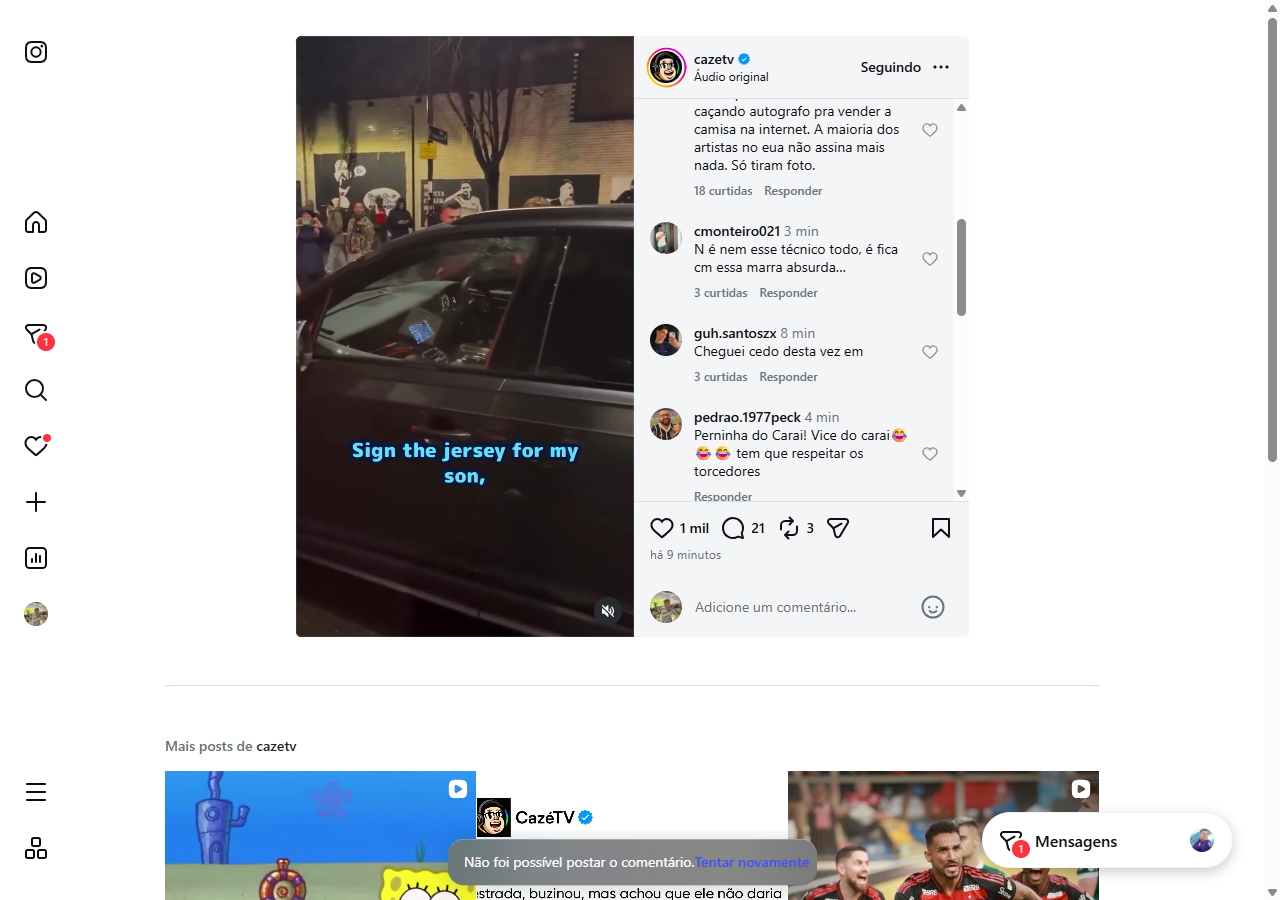 cazetv
Áudio original
Seguindo
caçando autografo pra vender a
camisa na internet. A maioria dos
artistas no eua não assina mais
nada. Só tiram foto.
18 curtidas Responder
cmonteiro021 3 min
N é nem esse técnico todo, é fica
cm essa marra absurda...
3 curtidas Responder
guh.santoszx 8 min
Cheguei cedo desta vez em
3 curtidas Responder
pedrao.1977peck 4 min
Perninha do Carai! Vice do carai😂
😂😂 tem que respeitar os
torcedores
Responder
Sign the jersey for my
son,
1 mil 21 3
há 9 minutos
Adicione um comentário...
1
Mais posts de cazetv
CazéTV
Não foi possível postar o comentário.Tentar novamente
estrada, buzinou, mas achou que ele não daria
1 Mensagens